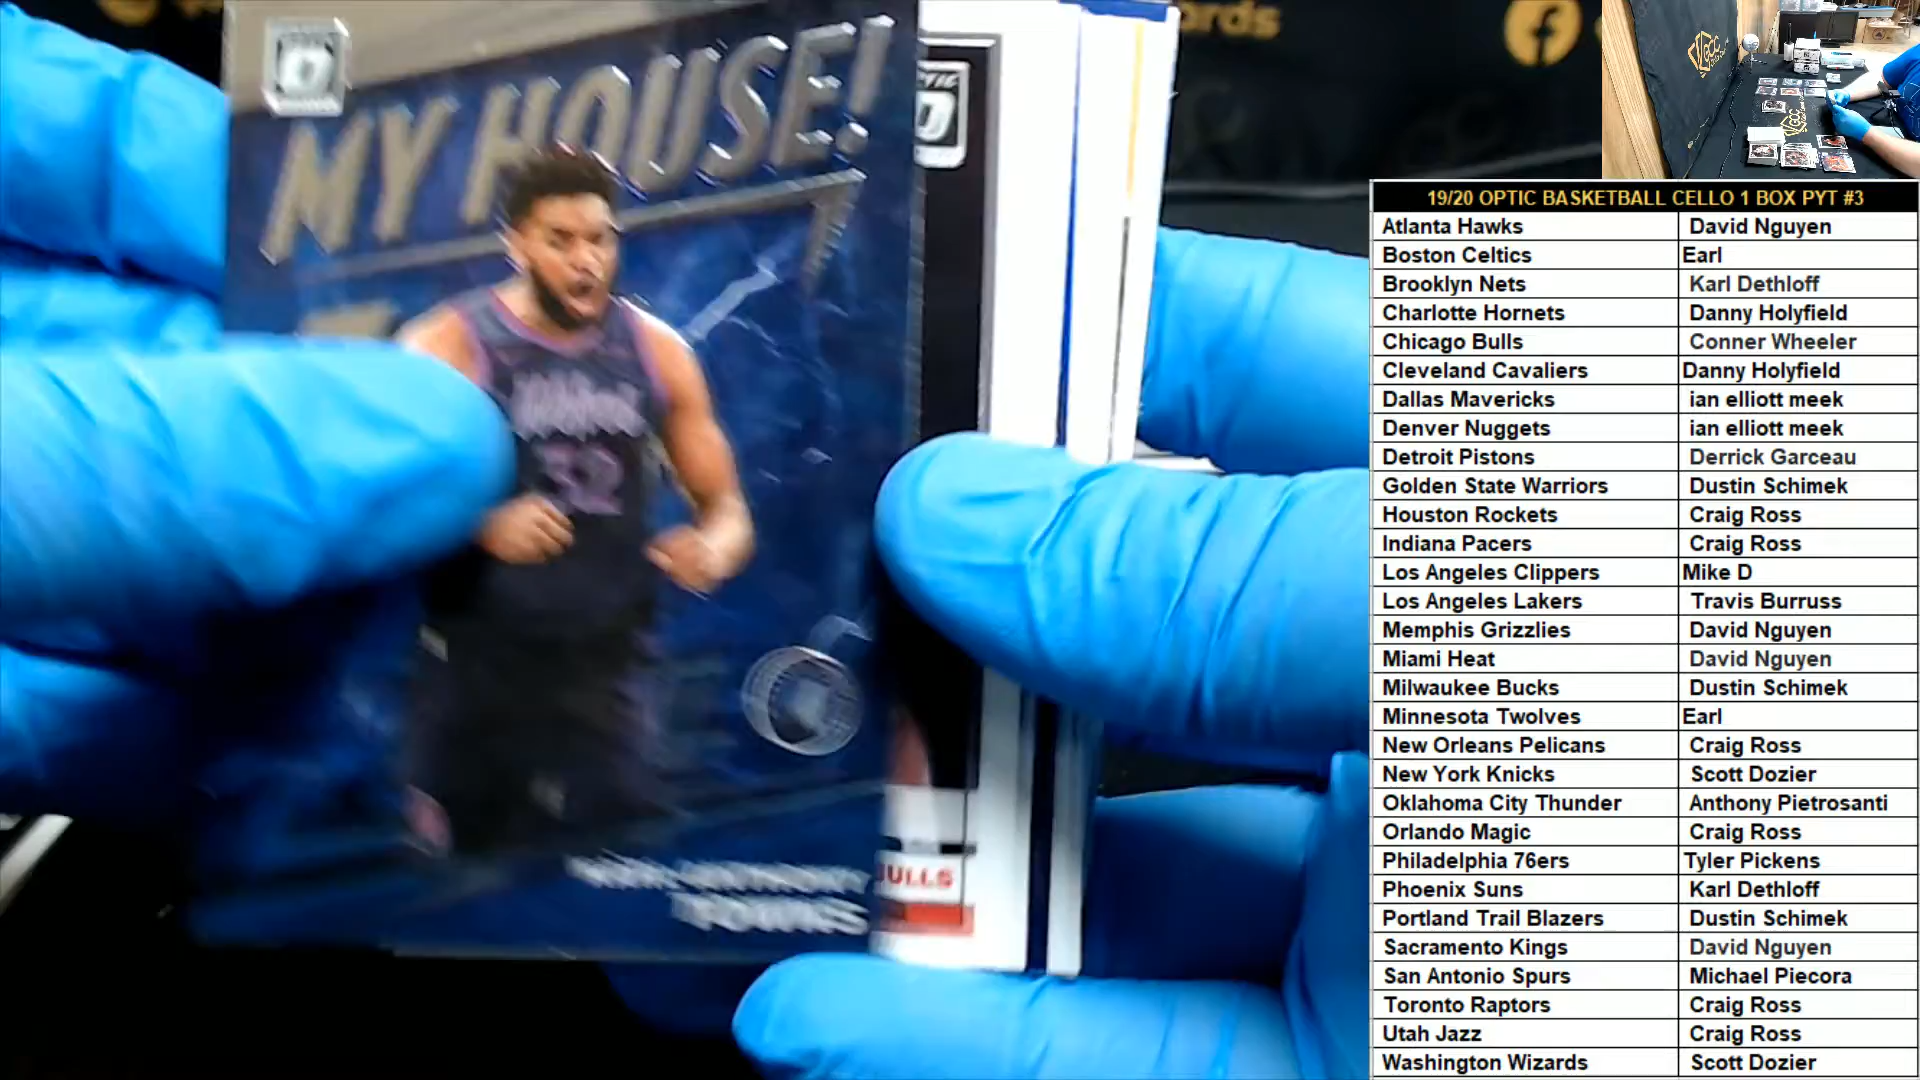 MY HOUSE!
32
TOWNS
BULLS
ards
GCC
19/20 OPTIC BASKETBALL CELLO 1 BOX PYT #3
Atlanta Hawks David Nguyen
Boston Celtics Earl
Brooklyn Nets Karl Dethloff
Charlotte Hornets Danny Holyfield
Chicago Bulls Conner Wheeler
Cleveland Cavaliers Danny Holyfield
Dallas Mavericks ian elliott meek
Denver Nuggets ian elliott meek
Detroit Pistons Derrick Garceau
Golden State Warriors Dustin Schimek
Houston Rockets Craig Ross
Indiana Pacers Craig Ross
Los Angeles Clippers Mike D
Los Angeles Lakers Travis Burruss
Memphis Grizzlies David Nguyen
Miami Heat David Nguyen
Milwaukee Bucks Dustin Schimek
Minnesota Twolves Earl
New Orleans Pelicans Craig Ross
New York Knicks Scott Dozier
Oklahoma City Thunder Anthony Pietrosanti
Orlando Magic Craig Ross
Philadelphia 76ers Tyler Pickens
Phoenix Suns Karl Dethloff
Portland Trail Blazers Dustin Schimek
Sacramento Kings David Nguyen
San Antonio Spurs Michael Piecora
Toronto Raptors Craig Ross
Utah Jazz Craig Ross
Washington Wizards Scott Dozier